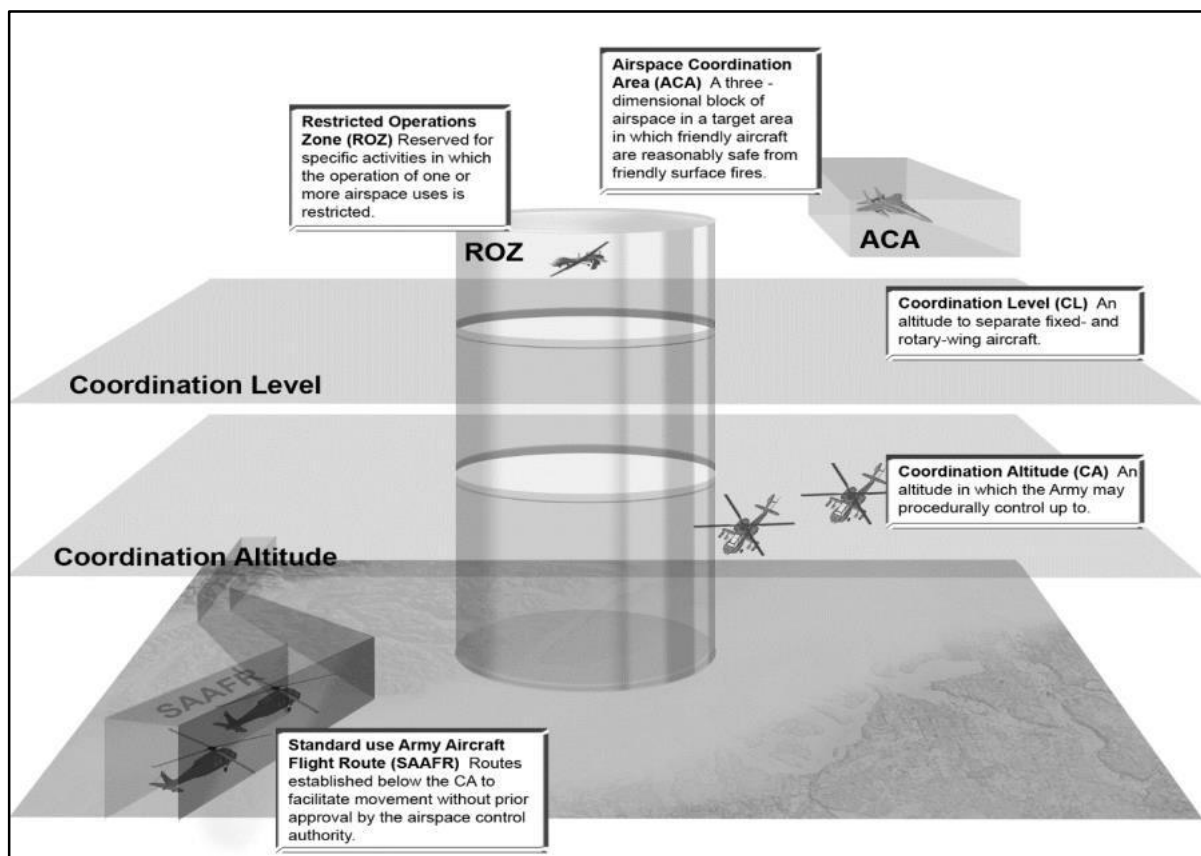 Airspace Coordination
Area (ACA) A three -
dimensional block of
airspace in a target area
in which friendly aircraft
are reasonably safe from
friendly surface fires.
Restricted Operations
Zone (ROZ) Reserved for
specific activities in which
the operation of one or
more airspace uses is
restricted.
ACA
ROZ
Coordination Level (CL) An
altitude to separate fixed- and
rotary-wing aircraft.
Coordination Level
Coordination Altitude (CA) An
altitude in which the Army may
procedurally control up to.
Coordination Altitude
SAAFR
Standard use Army Aircraft
Flight Route (SAAFR) Routes
established below the CA to
facilitate movement without prior
approval by the airspace control
authority.